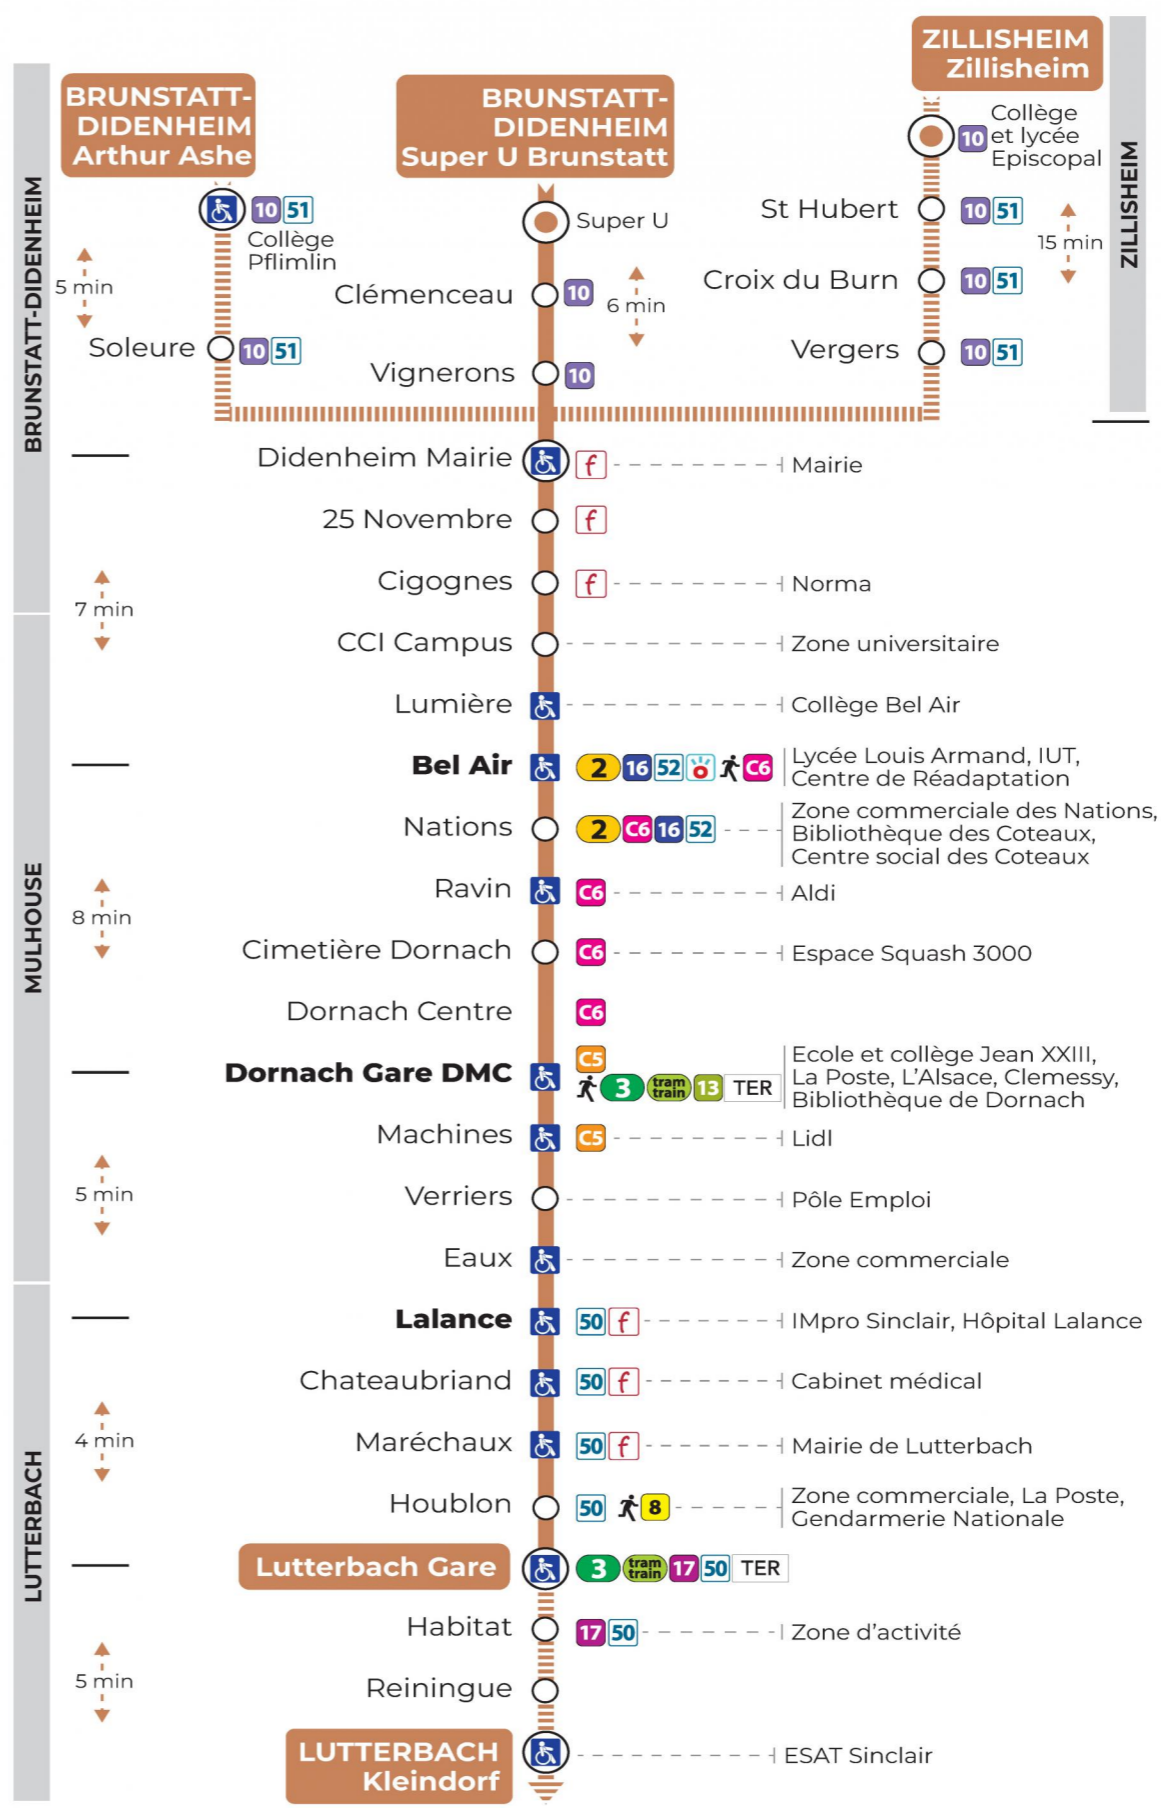 ZILLISHEIM
Zillisheim
BRUNSTATT-
DIDENHEIM
Arthur Ashe
BRUNSTATT-
DIDENHEIM
Super U Brunstatt
10 Collège
et lycée
Episcopal
10 51
Collège
Pflimlin
Super U
St Hubert 10 51
15 min
ZILLISHEIM
5 min
Clémenceau 10
6 min
Croix du Burn 10 51
Soleure 10 51
Vignerons 10
Vergers 10 51
BRUNSTATT-DIDENHEIM
Didenheim Mairie f Mairie
25 Novembre f
Cigognes f Norma
7 min
CCI Campus Zone universitaire
Lumière Collège Bel Air
Bel Air 2 16 52 C6 Lycée Louis Armand, IUT,
Centre de Réadaptation
Nations 2 C6 16 52 Zone commerciale des Nations,
Bibliothèque des Coteaux,
Centre social des Coteaux
Ravin C6 Aldi
8 min
MULHOUSE
Cimetière Dornach C6 Espace Squash 3000
Dornach Centre C6
Dornach Gare DMC C5
3 tram train 13 TER
Ecole et collège Jean XXIII,
La Poste, L'Alsace, Clemessy,
Bibliothèque de Dornach
Machines C5 Lidl
5 min
Verriers Pôle Emploi
Eaux Zone commerciale
Lalance 50 f IMpro Sinclair, Hôpital Lalance
Chateaubriand 50 f Cabinet médical
4 min
Maréchaux 50 f Mairie de Lutterbach
Houblon 50 8 Zone commerciale, La Poste,
Gendarmerie Nationale
LUTTERBACH
Lutterbach Gare 3 tram train 17 50 TER
Habitat 17 50 Zone d'activité
5 min
Reiningue
LUTTERBACH
Kleindorf
ESAT Sinclair